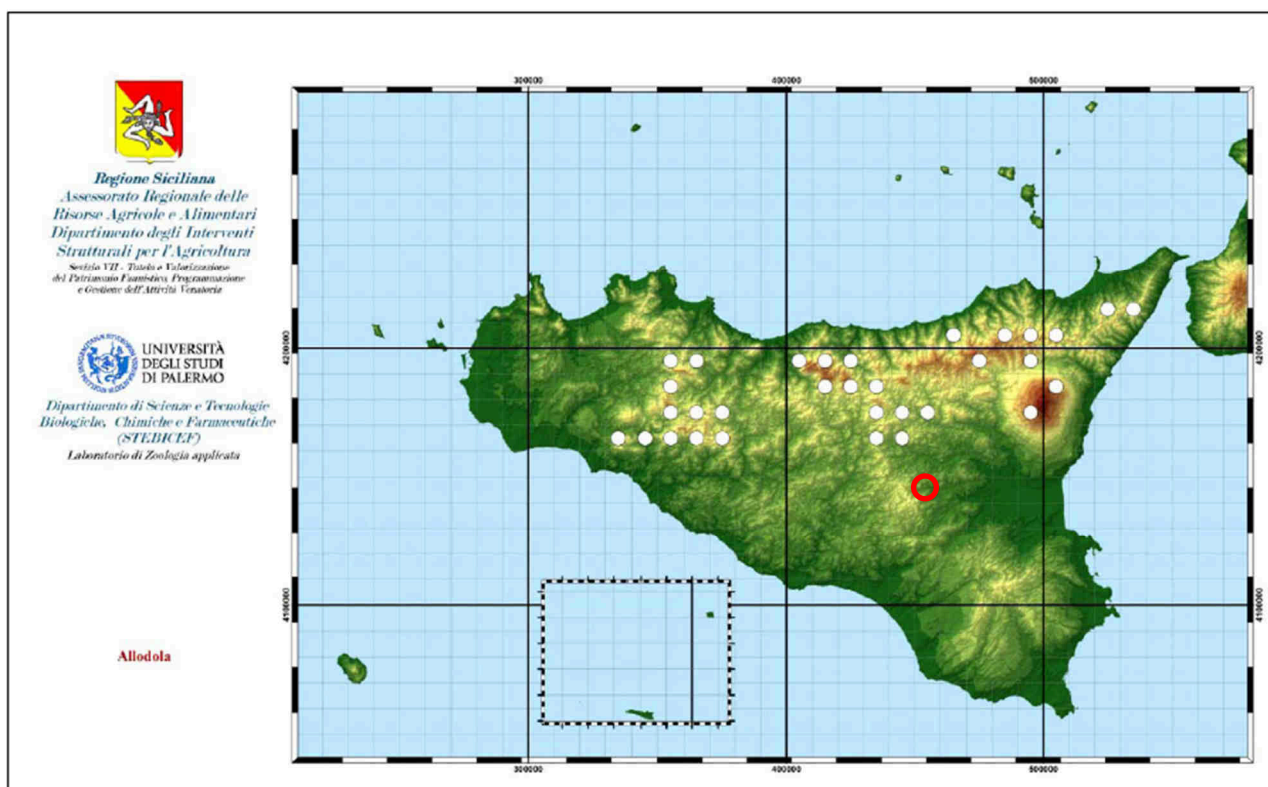 Regione Siciliana
Assessorato Regionale delle
Risorse Agricole e Alimentari
Dipartimento degli Interventi
Strutturali per l'Agricoltura
Servizio VII - Tutela e Valorizzazione
del Patrimonio Faunistico, Programmazione
e Gestione dell'Attività Venatoria
UNIVERSITÀ
DEGLI STUDI
DI PALERMO
Dipartimento di Scienze e Tecnologie
Biologiche, Chimiche e Farmaceutiche
(STEBICEF)
Laboratorio di Zoologia applicata
Allodola
300000 400000 500000
4200000 4200000
4100000 4100000
300000 400000 500000